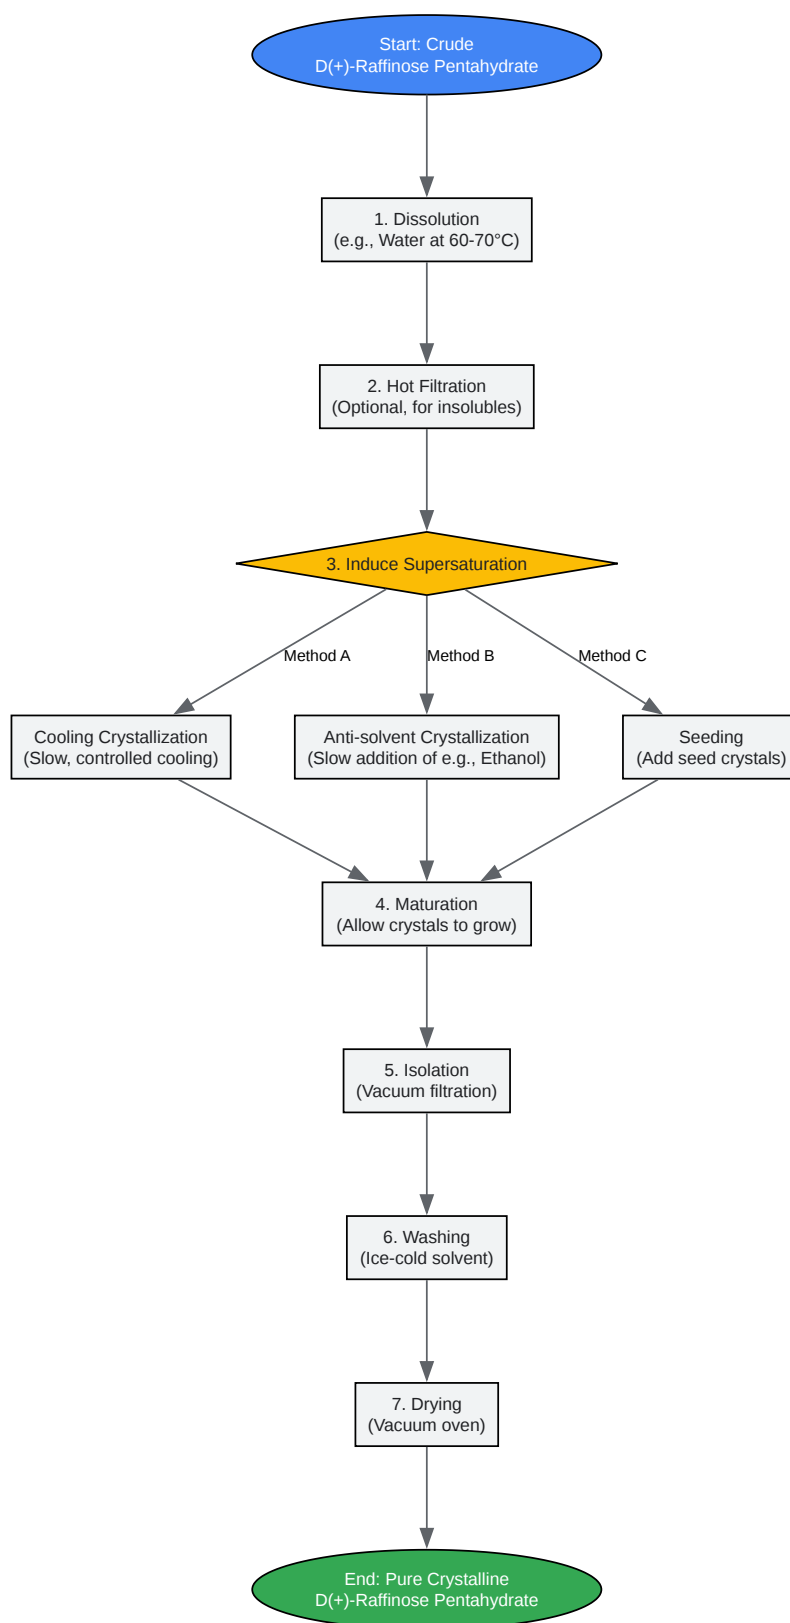 Start: Crude
D(+)-Raffinose Pentahydrate
1. Dissolution
(e.g., Water at 60-70°C)
2. Hot Filtration
(Optional, for insolubles)
3. Induce Supersaturation
Method A
Method B
Method C
Cooling Crystallization
(Slow, controlled cooling)
Anti-solvent Crystallization
(Slow addition of e.g., Ethanol)
Seeding
(Add seed crystals)
4. Maturation
(Allow crystals to grow)
5. Isolation
(Vacuum filtration)
6. Washing
(Ice-cold solvent)
7. Drying
(Vacuum oven)
End: Pure Crystalline
D(+)-Raffinose Pentahydrate